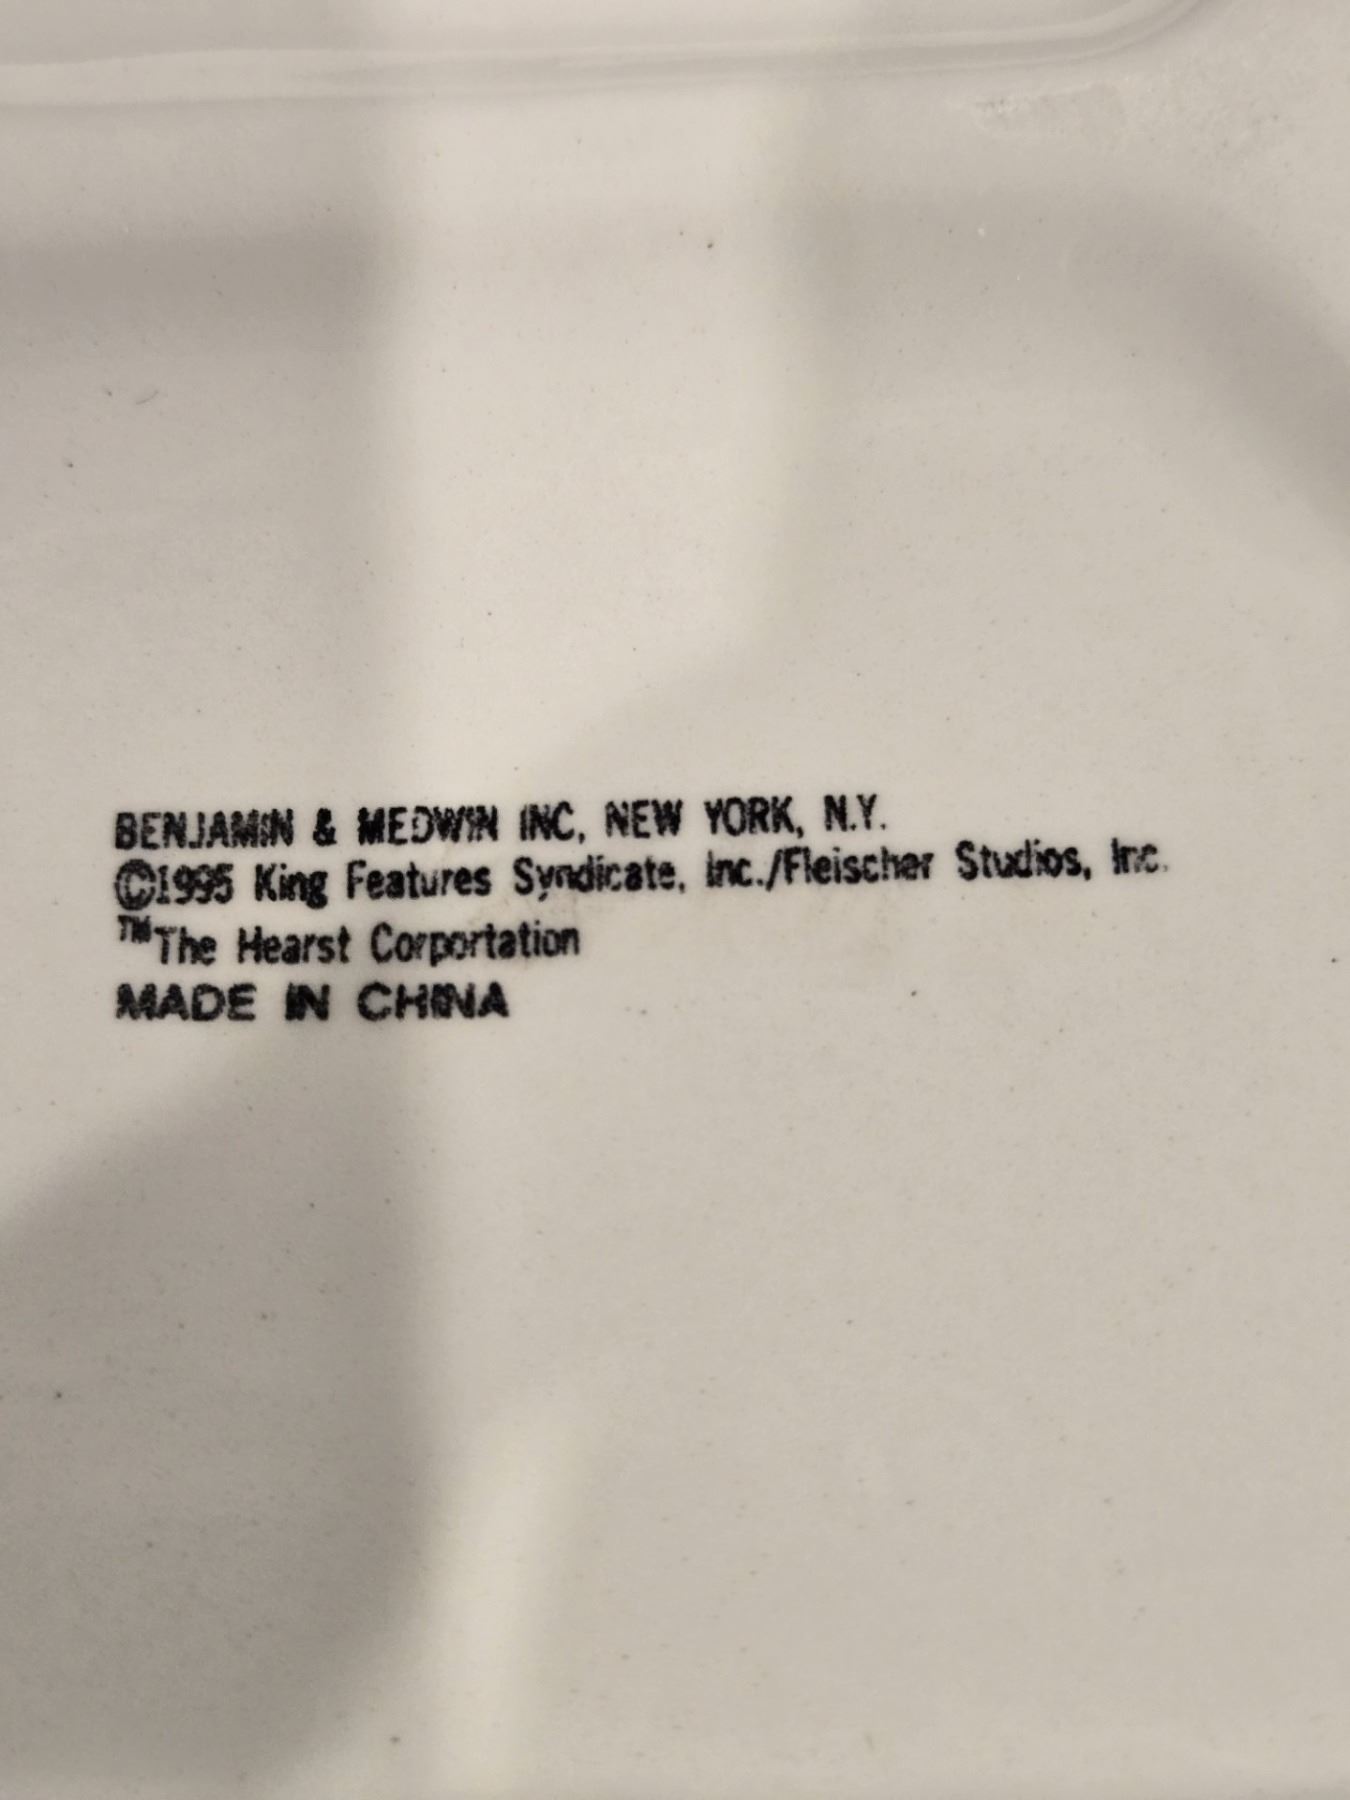 BENJAMIN & MEDWIN INC, NEW YORK, N.Y.
©1995 King Features Syndicate, Inc./Fleischer Studios, Inc.
™The Hearst Corportation
MADE IN CHINA